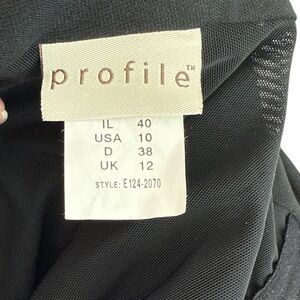 profile™
IL 40
USA 10
D 38
UK 12
STYLE: E124-2070